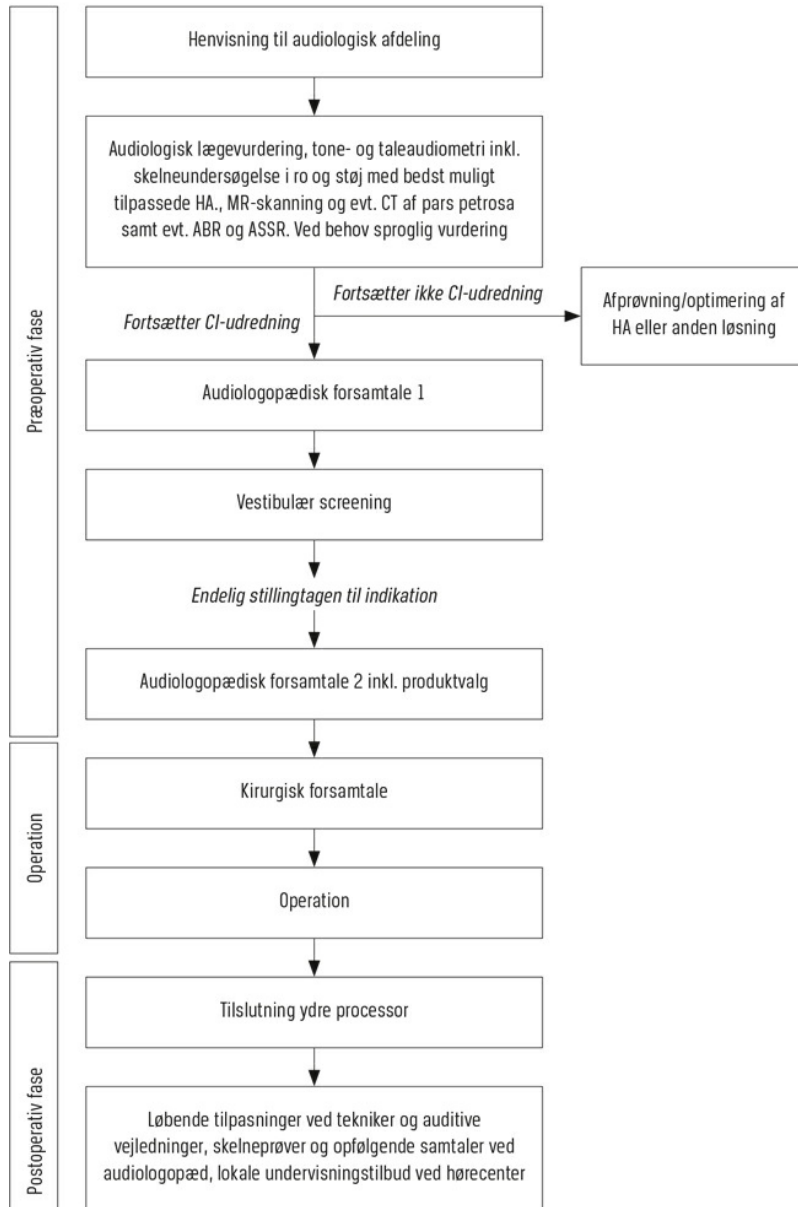 Præoperativ fase
Henvisning til audiologisk afdeling
Audiologisk lægevurdering, tone- og taleaudiometri inkl.
skelneundersøgelse i ro og støj med bedst muligt
tilpassede HA., MR-skanning og evt. CT af pars petrosa
samt evt. ABR og ASSR. Ved behov sproglig vurdering
Fortsætter ikke CI-udredning
Afprøvning/optimering af
HA eller anden løsning
Fortsætter CI-udredning
Audiologopædisk forsamtale 1
Vestibulær screening
Endelig stillingtagen til indikation
Audiologopædisk forsamtale 2 inkl. produktvalg
Operation
Kirurgisk forsamtale
Operation
Postoperativ fase
Tilslutning ydre processor
Løbende tilpasninger ved tekniker og auditive
vejledninger, skelneprøver og opfølgende samtaler ved
audiologopæd, lokale undervisningstilbud ved hørecenter